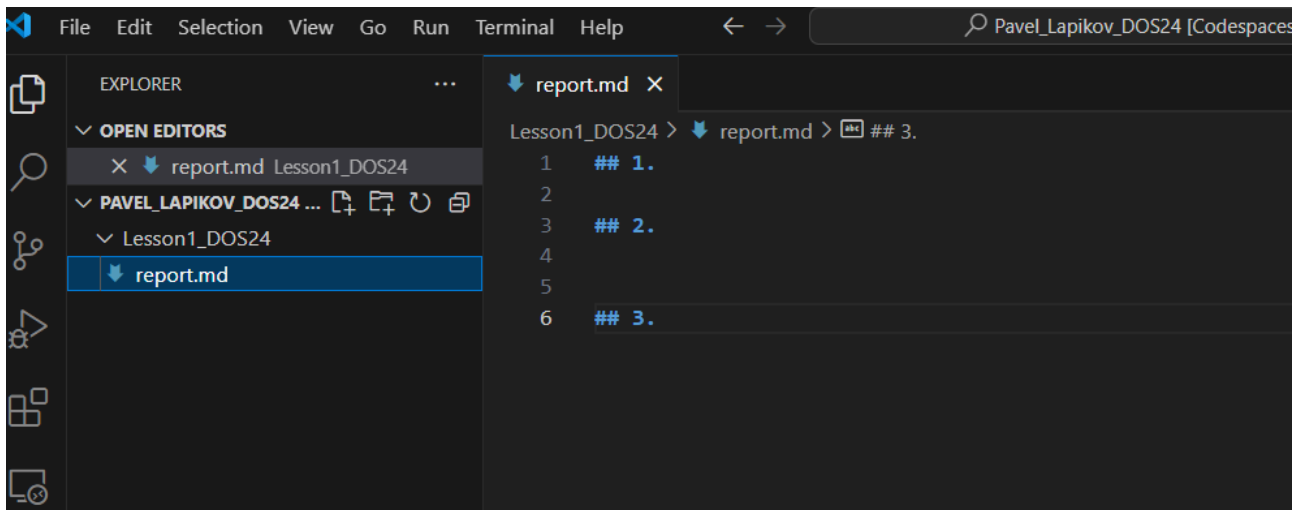 File Edit Selection View Go Run Terminal Help
Pavel_Lapikov_DOS24 [Codespaces
EXPLORER
OPEN EDITORS
report.md Lesson1_DOS24
PAVEL_LAPIKOV_DOS24 ...
Lesson1_DOS24
report.md
report.md
Lesson1_DOS24 > report.md > abc ## 3.
1 ## 1.
2
3 ## 2.
4
5
6 ## 3.